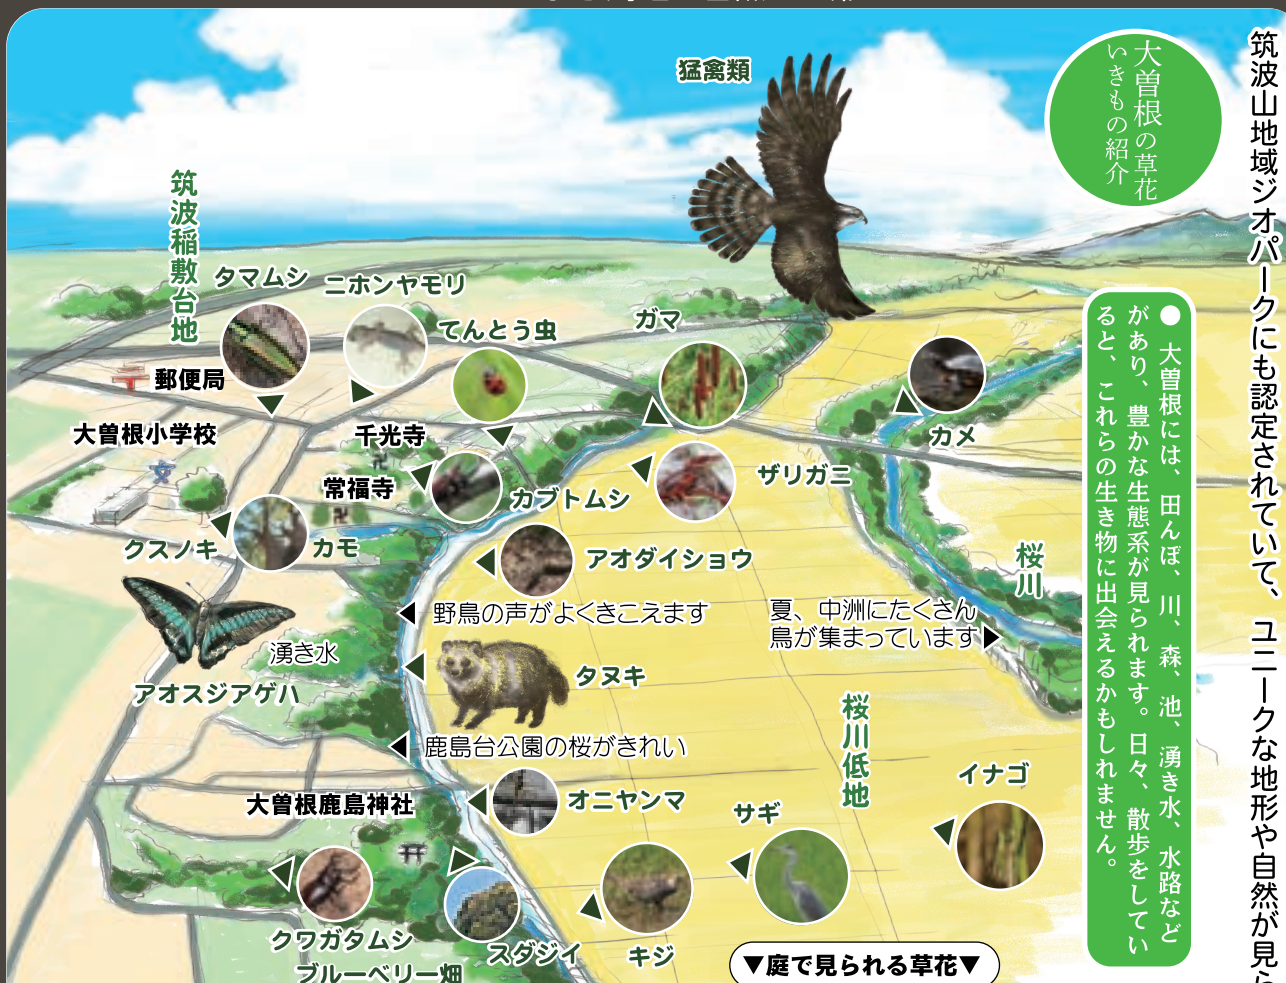 筑波山地域ジオパークにも認定されていて、ユニークな地形や自然が見
大曽根の草花
いきもの紹介
● 大曽根には、田んぼ、川、森、池、湧き水、水路など
があり、豊かな生態系が見られます。日々、散歩をしてい
ると、これらの生き物に出会えるかもしれません。
猛禽類
筑波稲敷台地
タマムシ
ニホンヤモリ
てんとう虫
ガマ
郵便局
大曽根小学校
千光寺
カメ
常福寺
カブトムシ
ザリガニ
クスノキ
カモ
アオダイショウ
桜川
野鳥の声がよくきこえます
夏、中洲にたくさん
鳥が集まっています
湧き水
アオスジアゲハ
タヌキ
桜川低地
鹿島台公園の桜がきれい
イナゴ
大曽根鹿島神社
オニヤンマ
サギ
クワガタムシ
スダジイ
キジ
ブルーベリー畑
▼庭で見られる草花▼